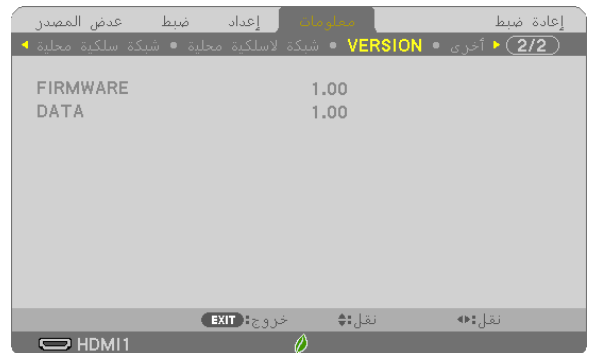 عدض المصدر ضبط إعداد معلومات إعادة ضبط
◀ شبكة سلكية محلية ● شبكة لاسلكية محلية ● VERSION ● أخرى ▶ 2/2
FIRMWARE 1.00
DATA 1.00
EXIT:خروج نقل:◆ نقل:◀▶
HDMI1